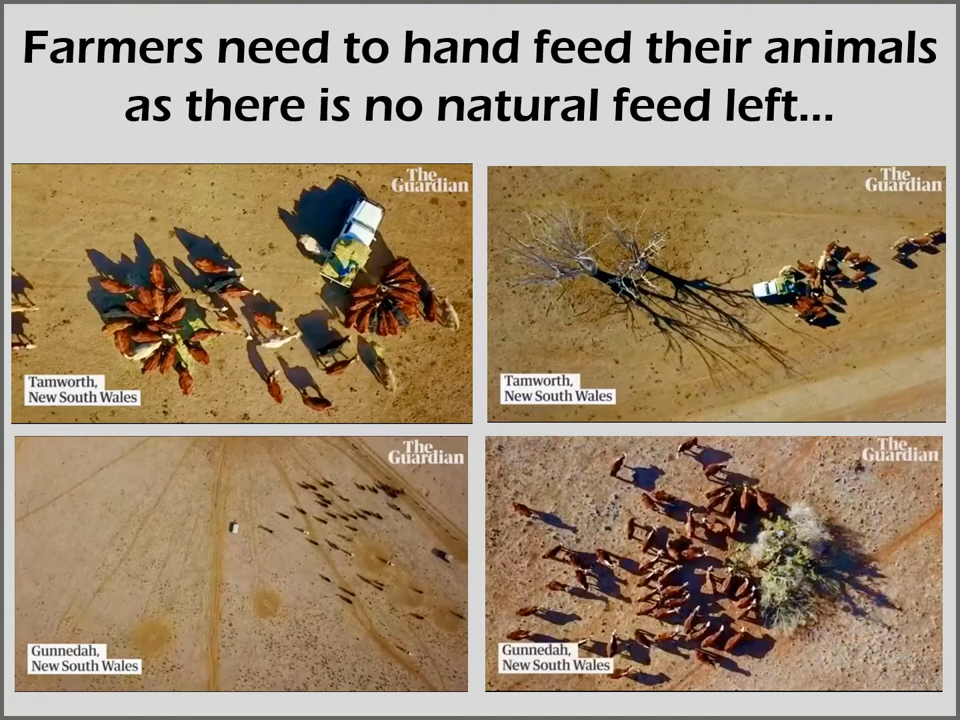 Farmers need to hand feed their animals
as there is no natural feed left...
The
Guardian
Tamworth,
New South Wales
The
Guardian
Tamworth,
New South Wales
The
Guardian
Gunnedah,
New South Wales
The
Guardian
Gunnedah,
New South Wales